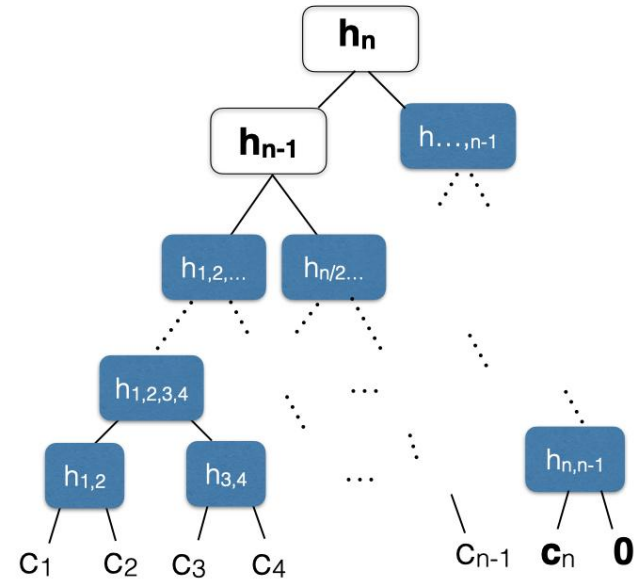 hn
hn-1
h...,n-1
h1,2,...
hn/2...
h1,2,3,4
...
h1,2
h3,4
...
hn,n-1
c1
c2
c3
c4
cn-1
cn
0